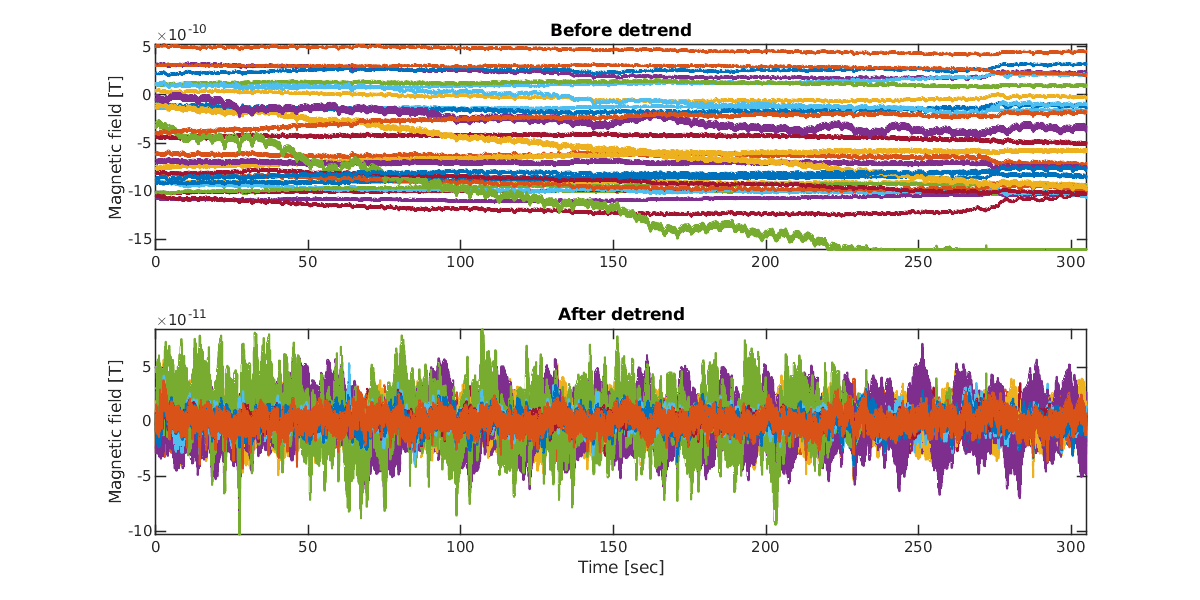 Before detrend
×10-10
5
0
-5
-10
-15
Magnetic field [T]
0 50 100 150 200 250 300
After detrend
×10-11
5
0
-5
-10
Magnetic field [T]
0 50 100 150 200 250 300
Time [sec]